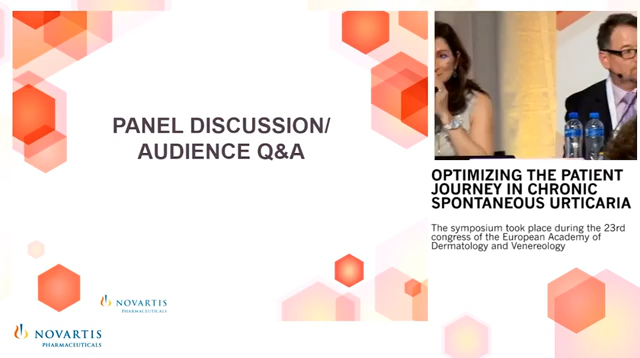 PANEL DISCUSSION/
AUDIENCE Q&A
NOVARTIS
PHARMACEUTICALS
NOVARTIS
PHARMACEUTICALS
OPTIMIZING THE PATIENT
JOURNEY IN CHRONIC
SPONTANEOUS URTICARIA
The symposium took place during the 23rd
congress of the European Academy of
Dermatology and Venereology